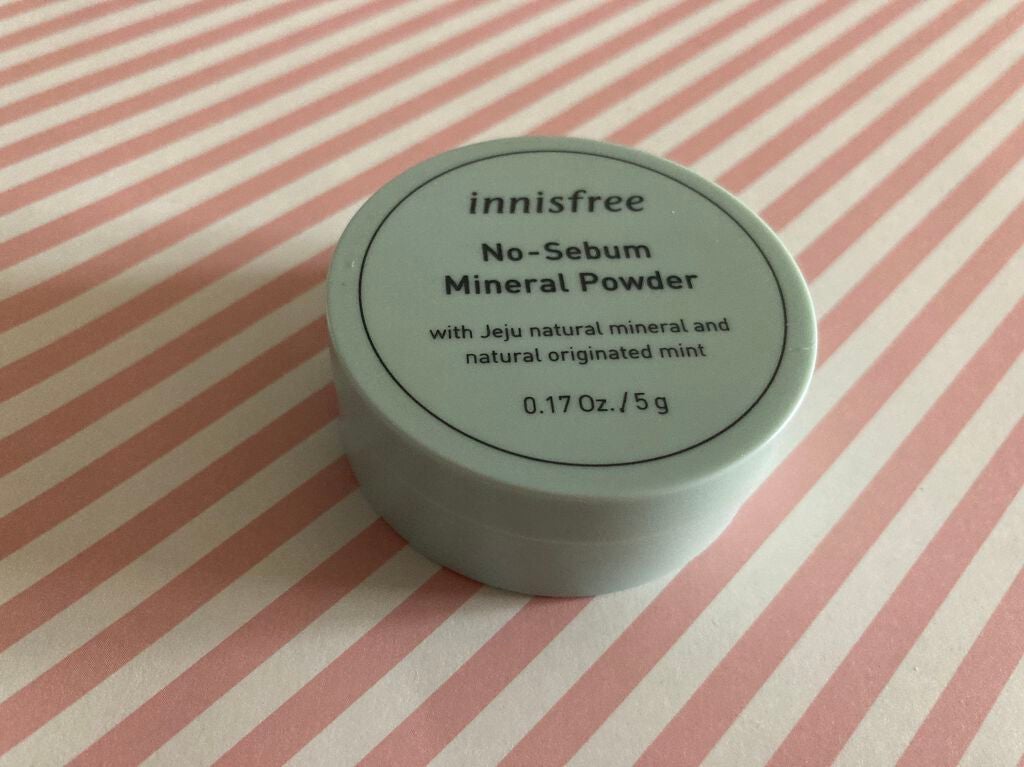 innisfree
No-Sebum
Mineral Powder
with Jeju natural mineral and
natural originated mint
0.17 Oz./5 g